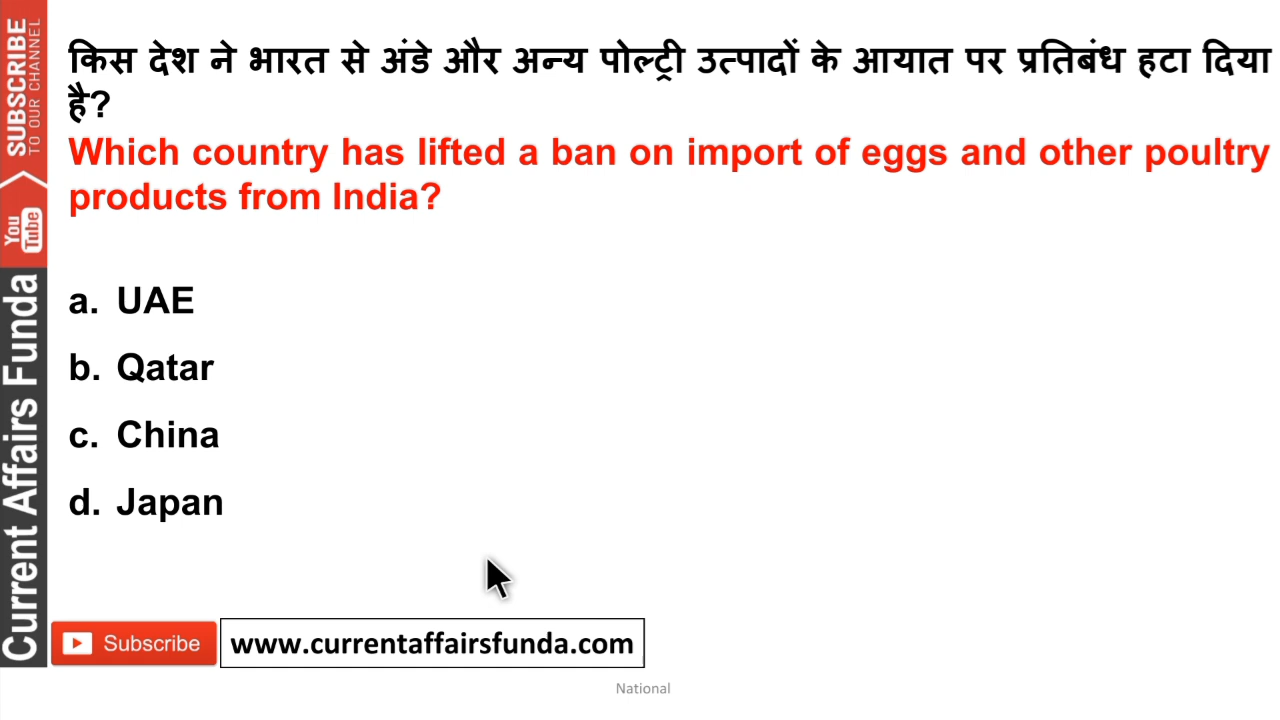 किस देश ने भारत से अंडे और अन्य पोल्ट्री उत्पादों के आयात पर प्रतिबंध हटा दिया
है?
Which country has lifted a ban on import of eggs and other poultry
products from India?
a. UAE
b. Qatar
c. China
d. Japan
SUBSCRIBE
TO OUR CHANNEL
You
Tube
Current Affairs Funda
Subscribe
www.currentaffairsfunda.com
National